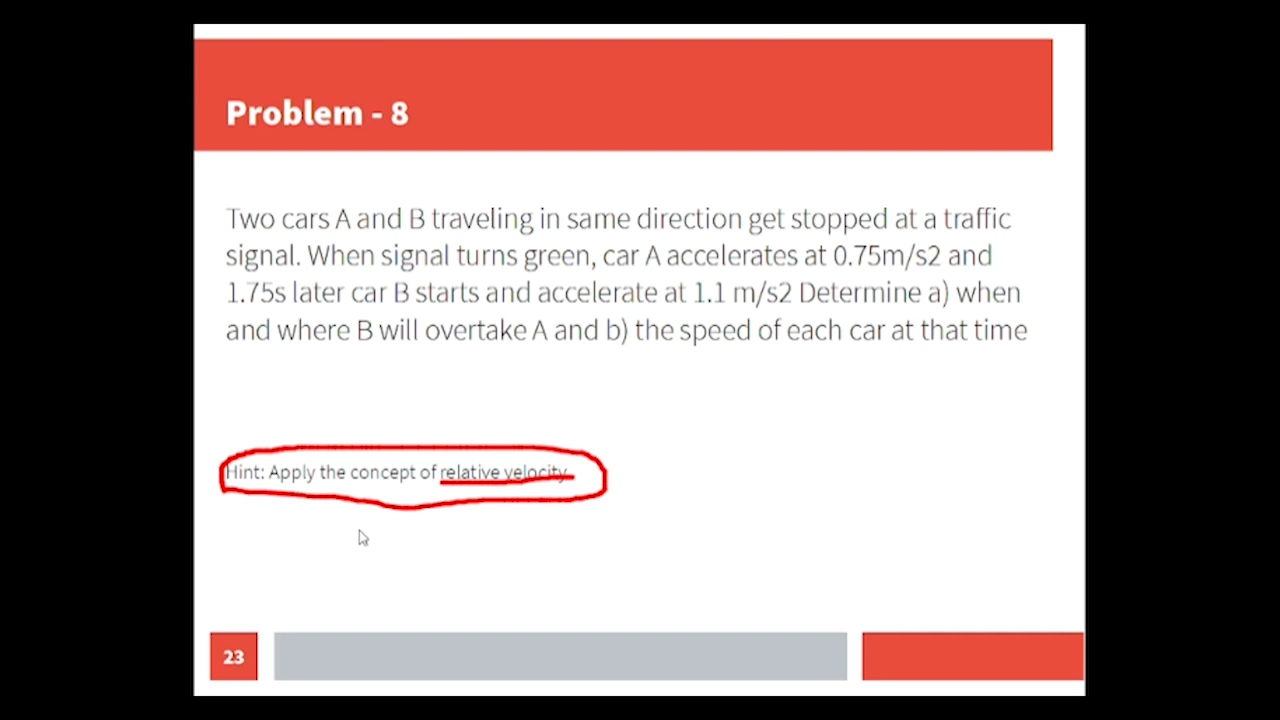 Problem - 8
Two cars A and B traveling in same direction get stopped at a traffic
signal. When signal turns green, car A accelerates at 0.75m/s2 and
1.75s later car B starts and accelerate at 1.1 m/s2 Determine a) when
and where B will overtake A and b) the speed of each car at that time
Hint: Apply the concept of relative velocity
23